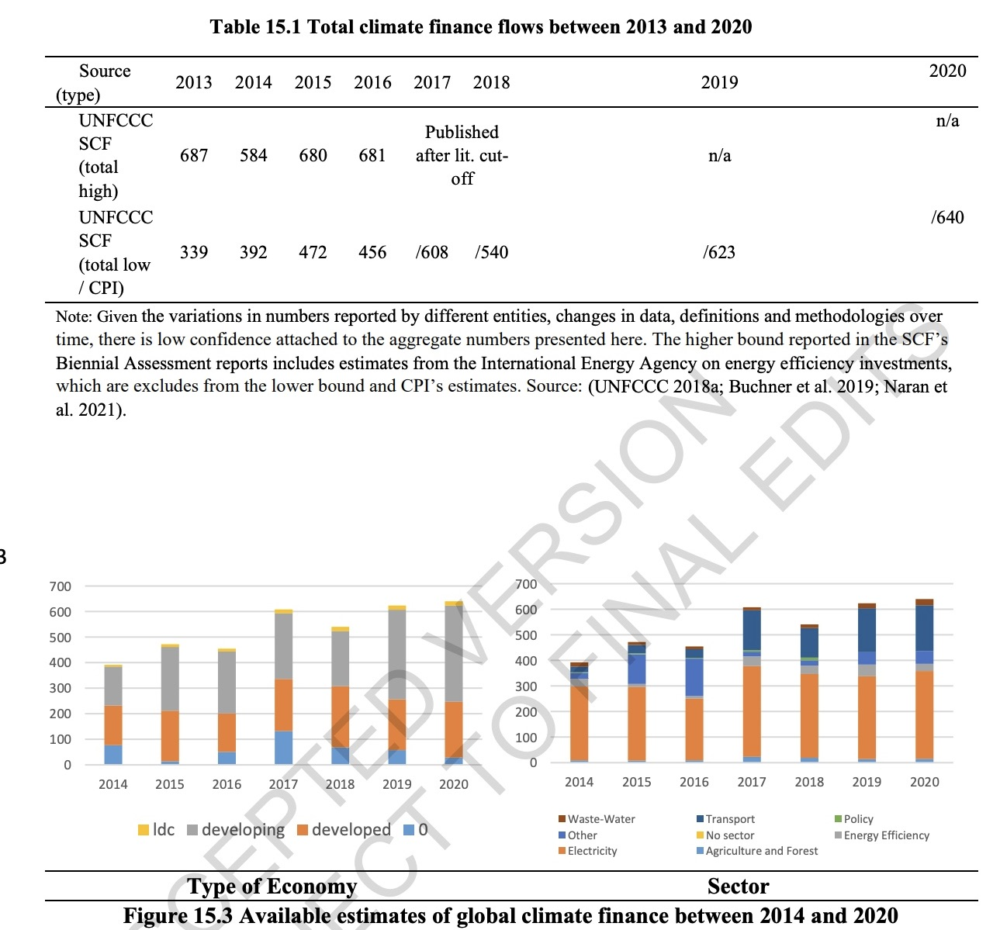 Table 15.1 Total climate finance flows between 2013 and 2020
Source (type) 2013 2014 2015 2016 2017 2018 2019 2020
UNFCCC SCF (total high) 687 584 680 681 Published after lit. cut-off n/a n/a
UNFCCC SCF (total low / CPI) 339 392 472 456 /608 /540 /623 /640
Note: Given the variations in numbers reported by different entities, changes in data, definitions and methodologies over
time, there is low confidence attached to the aggregate numbers presented here. The higher bound reported in the SCF’s
Biennial Assessment reports includes estimates from the International Energy Agency on energy efficiency investments,
which are excludes from the lower bound and CPI’s estimates. Source: (UNFCCC 2018a; Buchner et al. 2019; Naran et
al. 2021).
3
700
600
500
400
300
200
100
0
2014 2015 2016 2017 2018 2019 2020
ldc developing developed 0
700
600
500
400
300
200
100
0
2014 2015 2016 2017 2018 2019 2020
Waste-Water Transport Policy
Other No sector Energy Efficiency
Electricity Agriculture and Forest
Type of Economy Sector
Figure 15.3 Available estimates of global climate finance between 2014 and 2020
CEPTED VERSION
ECT TO FINAL EDITS